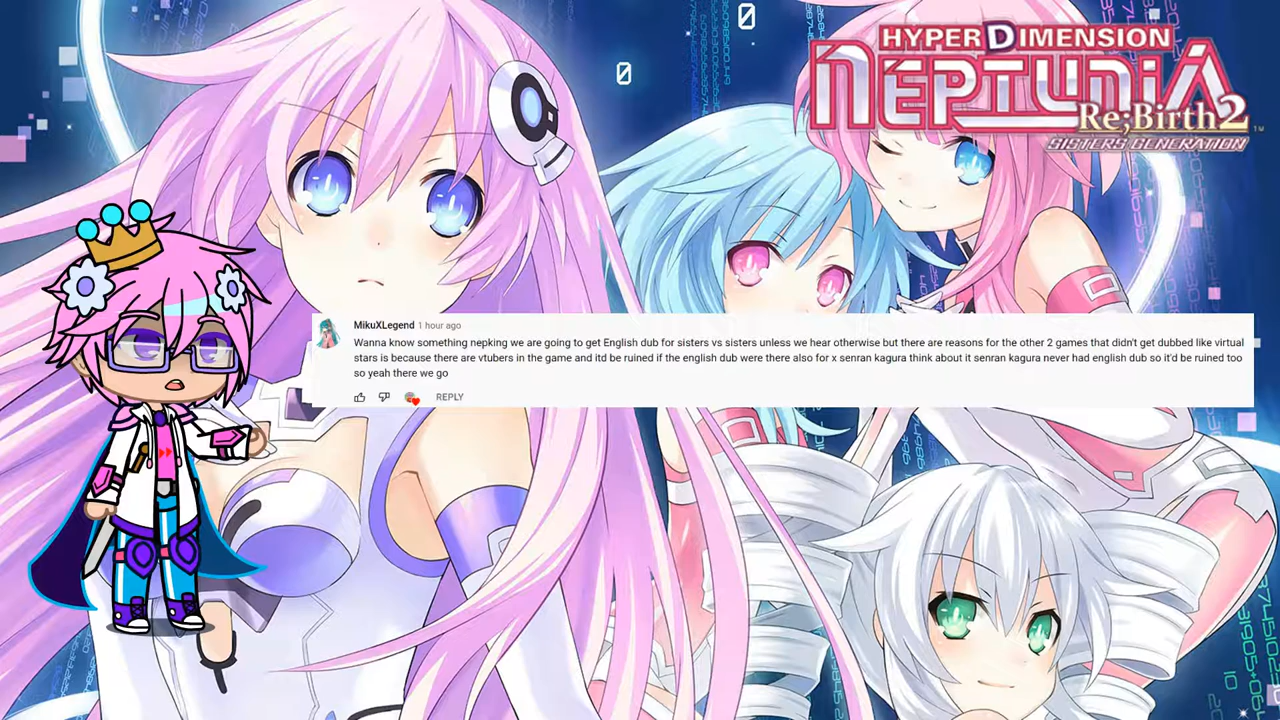 HYPERDIMENSION
NEPTUNIA
Re;Birth2
SISTERS GENERATION
MikuXLegend 1 hour ago
Wanna know something nepking we are going to get English dub for sisters vs sisters unless we hear otherwise but there are reasons for the other 2 games that didn't get dubbed like virtual
stars is because there are vtubers in the game and itd be ruined if the english dub were there also for x senran kagura think about it senran kagura never had english dub so it'd be ruined too
so yeah there we go
REPLY